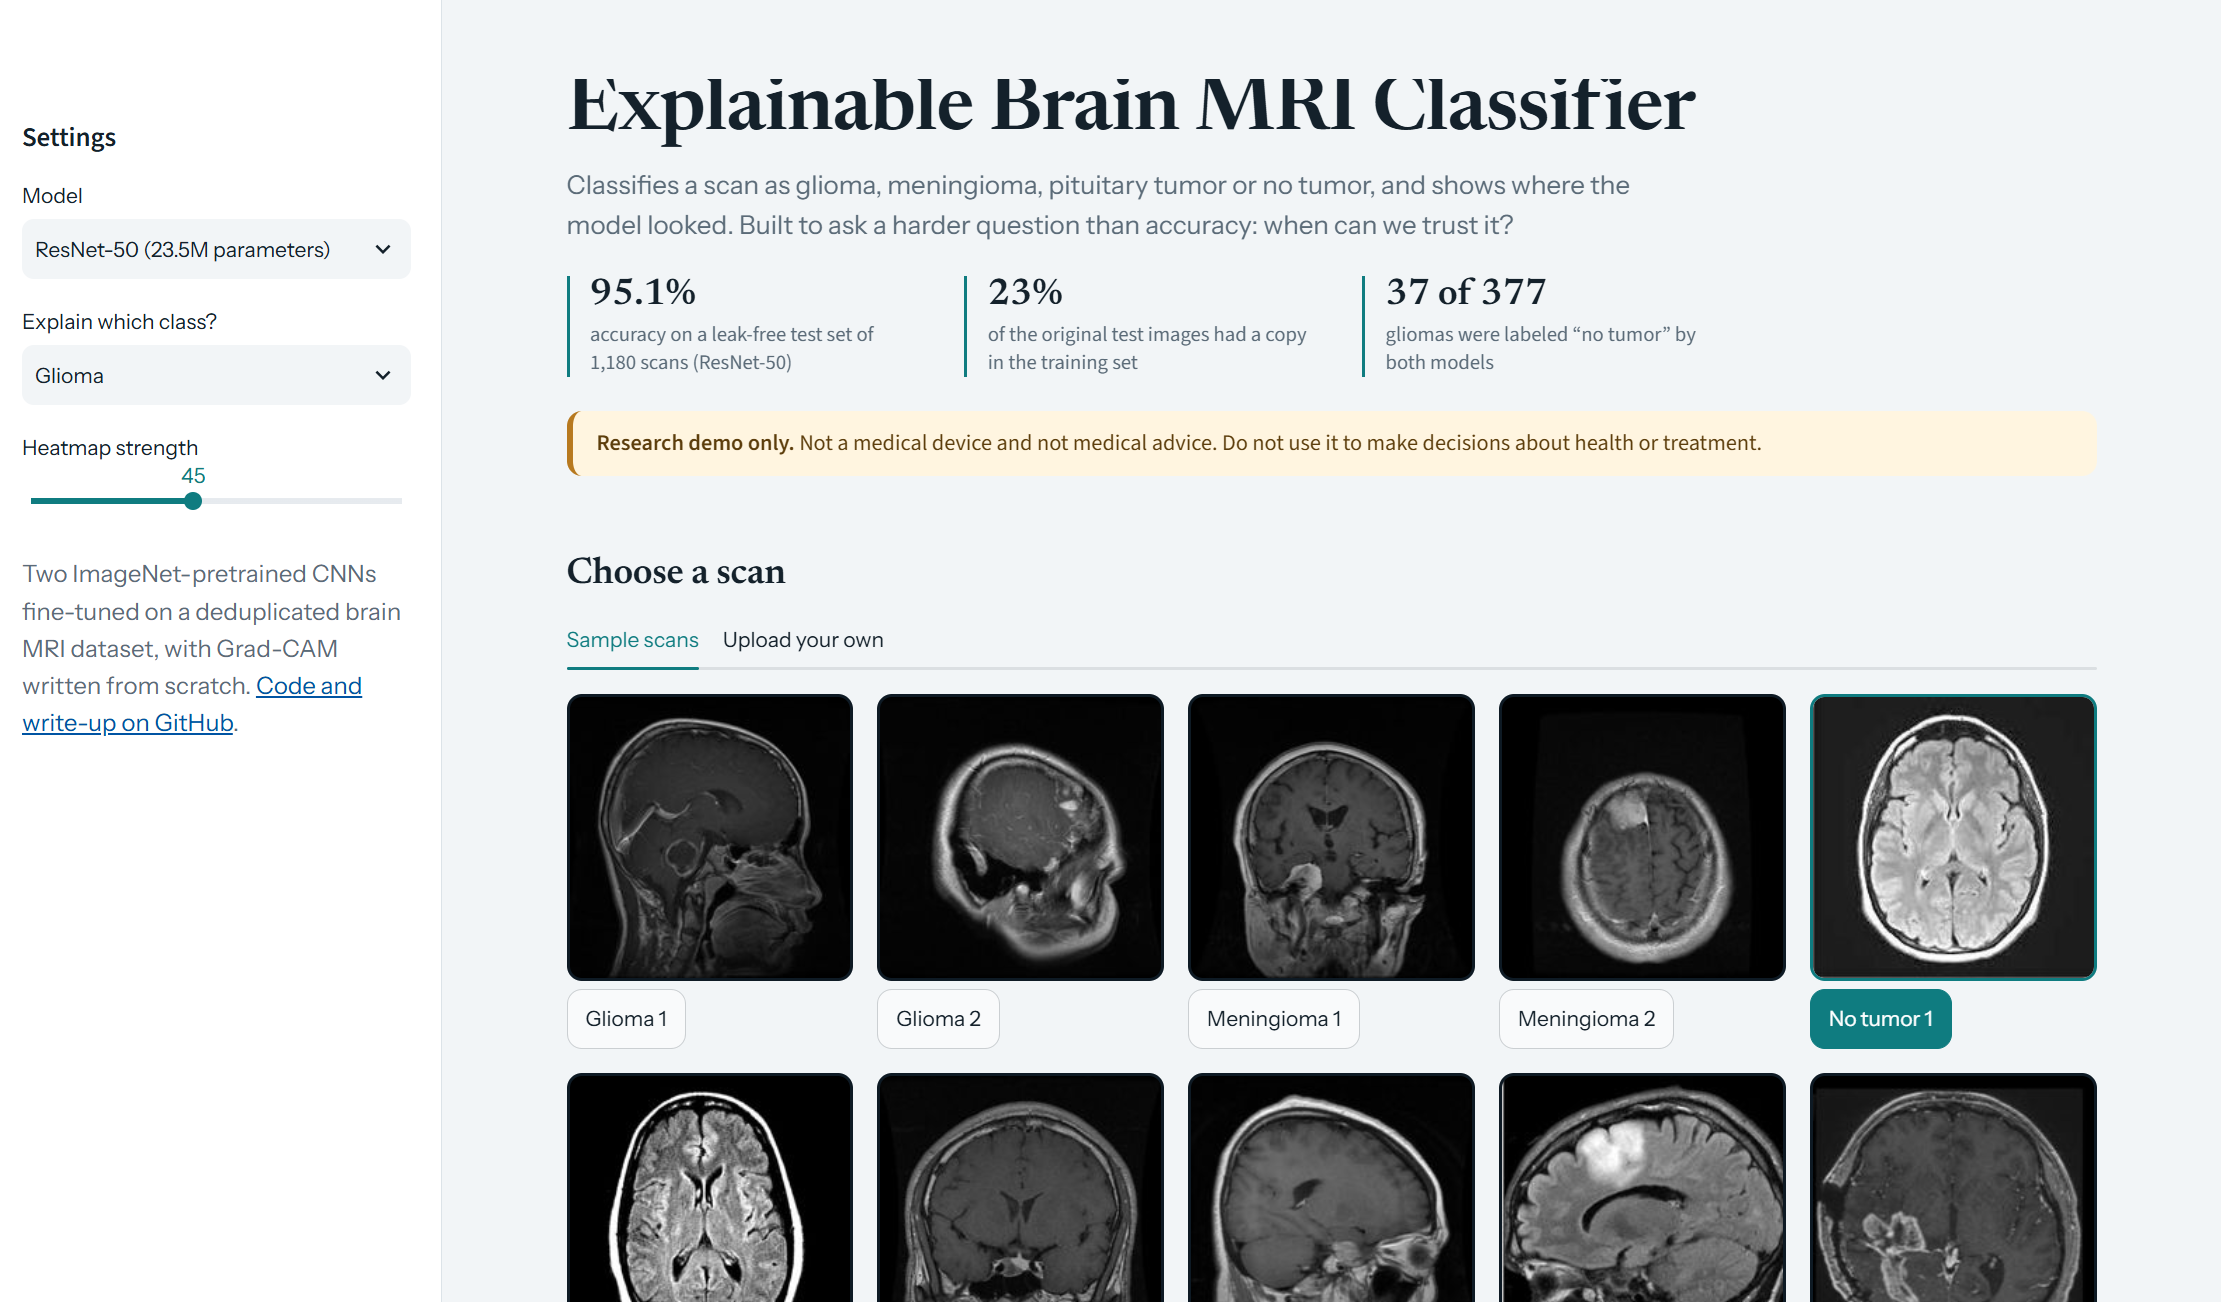 Settings
Model
ResNet-50 (23.5M parameters)
Explain which class?
Glioma
Heatmap strength
45
Two ImageNet-pretrained CNNs
fine-tuned on a deduplicated brain
MRI dataset, with Grad-CAM
written from scratch. Code and
write-up on GitHub.
Explainable Brain MRI Classifier
Classifies a scan as glioma, meningioma, pituitary tumor or no tumor, and shows where the
model looked. Built to ask a harder question than accuracy: when can we trust it?
95.1%
accuracy on a leak-free test set of
1,180 scans (ResNet-50)
23%
of the original test images had a copy
in the training set
37 of 377
gliomas were labeled “no tumor” by
both models
Research demo only. Not a medical device and not medical advice. Do not use it to make decisions about health or treatment.
Choose a scan
Sample scans Upload your own
Glioma 1 Glioma 2 Meningioma 1 Meningioma 2 No tumor 1